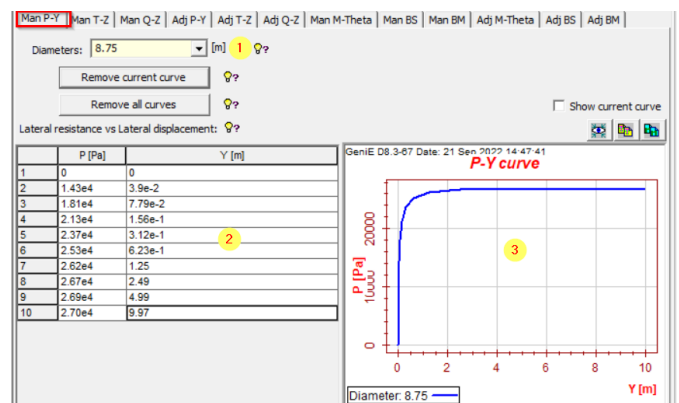 Man P-Y Man T-Z Man Q-Z Adj P-Y Adj T-Z Adj Q-Z Man M-Theta Man BS Man BM Adj M-Theta Adj BS Adj BM
Diameters: 8.75 [m] 1 ?
Remove current curve ?
Remove all curves ?
Show current curve
Lateral resistance vs Lateral displacement: ?
P [Pa] Y [m]
1 0 0
2 1.43e4 3.9e-2
3 1.81e4 7.79e-2
4 2.13e4 1.56e-1
5 2.37e4 3.12e-1
6 2.53e4 6.23e-1
7 2.62e4 1.25
8 2.67e4 2.49
9 2.69e4 4.99
10 2.70e4 9.97
2
GeniE D8.3-67 Date: 21 Sep 2022 14:47:41
P-Y curve
P [Pa]
20000
10000
0
3
0 2 4 6 8 10
Y [m]
Diameter: 8.75